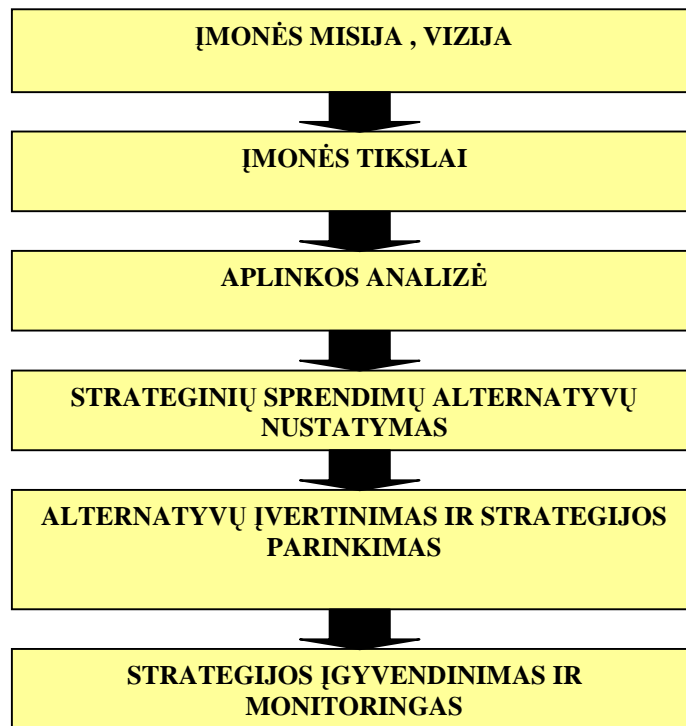 ĮMONĖS MISIJA , VIZIJA
ĮMONĖS TIKSLAI
APLINKOS ANALIZĖ
STRATEGINIŲ SPRENDIMŲ ALTERNATYVŲ
NUSTATYMAS
ALTERNATYVŲ ĮVERTINIMAS IR STRATEGIJOS
PARINKIMAS
STRATEGIJOS ĮGYVENDINIMAS IR
MONITORINGAS